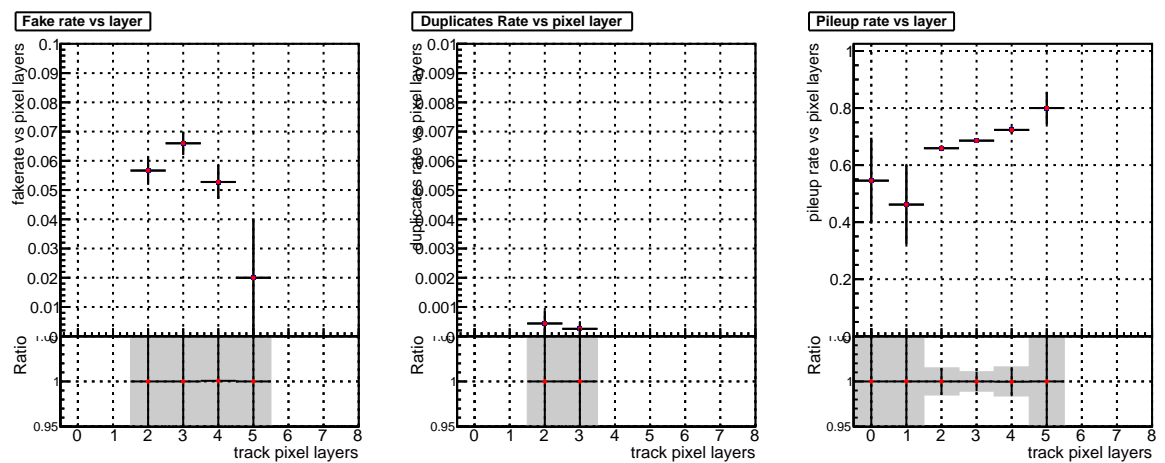 Fake rate vs layer
fakerate vs pixel layers
0.1
0.09
0.08
0.07
0.06
0.05
0.04
0.03
0.02
0.01
Ratio
1
0.95
0 1 2 3 4 5 6 7 8
track pixel layers
Duplicates Rate vs pixel layer
duplicates rate vs pixel layers
0.01
0.009
0.008
0.007
0.006
0.005
0.004
0.003
0.002
0.001
0
Ratio
1
0.95
0 1 2 3 4 5 6 7 8
track pixel layers
Pileup rate vs layer
pileup rate vs pixel layers
1
0.8
0.6
0.4
0.2
0
Ratio
1
0.95
0 1 2 3 4 5 6 7 8
track pixel layers